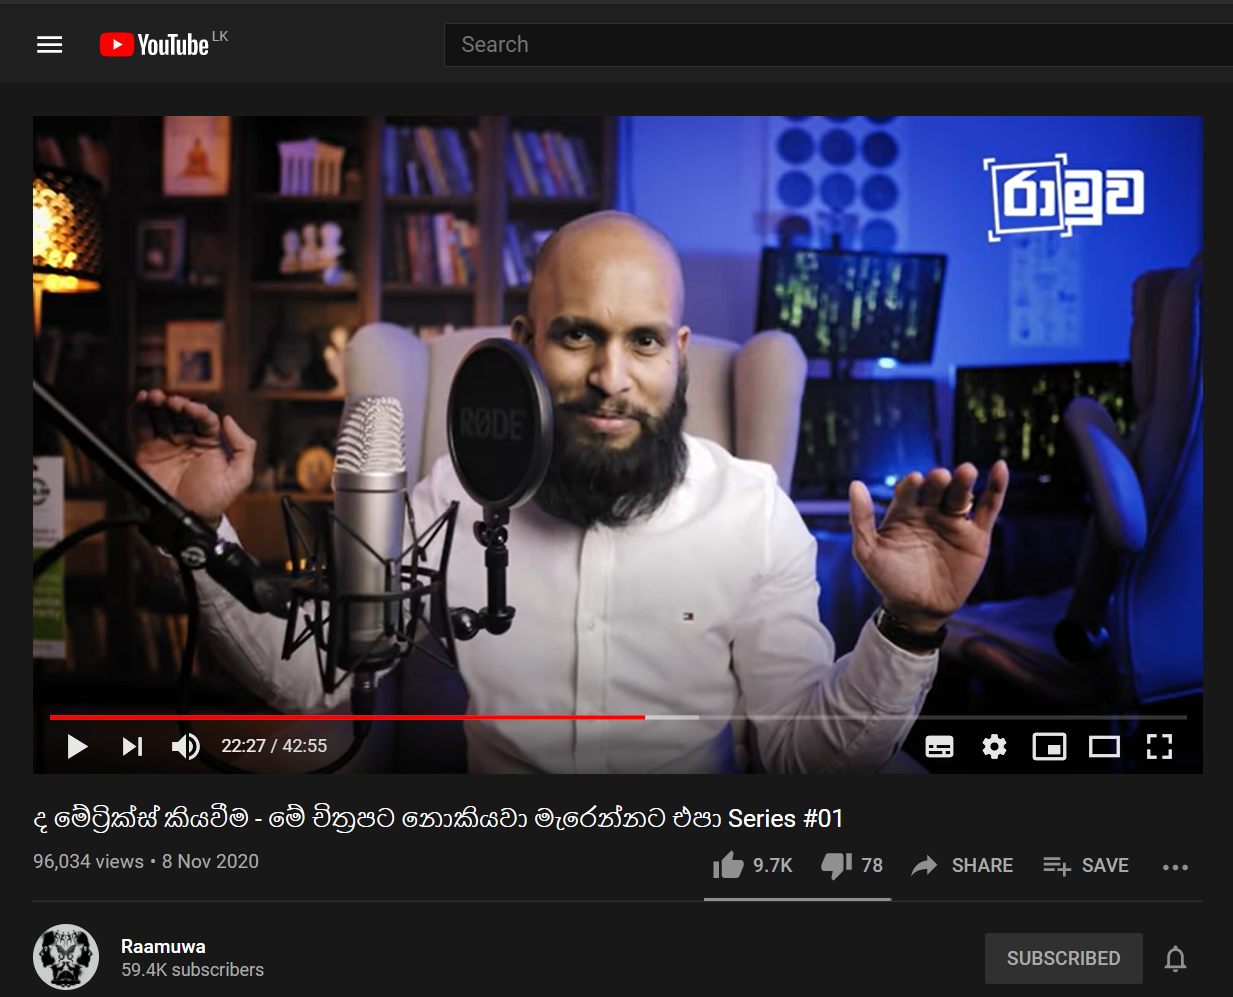 YouTube LK
Search
රාමුව
RØDE
22:27 / 42:55
ද මේට්‍රික්ස් කියවීම - මේ චිත්‍රපට නොකියවා මැරෙන්නට එපා Series #01
96,034 views • 8 Nov 2020
9.7K 78 SHARE SAVE
Raamuwa
59.4K subscribers
SUBSCRIBED